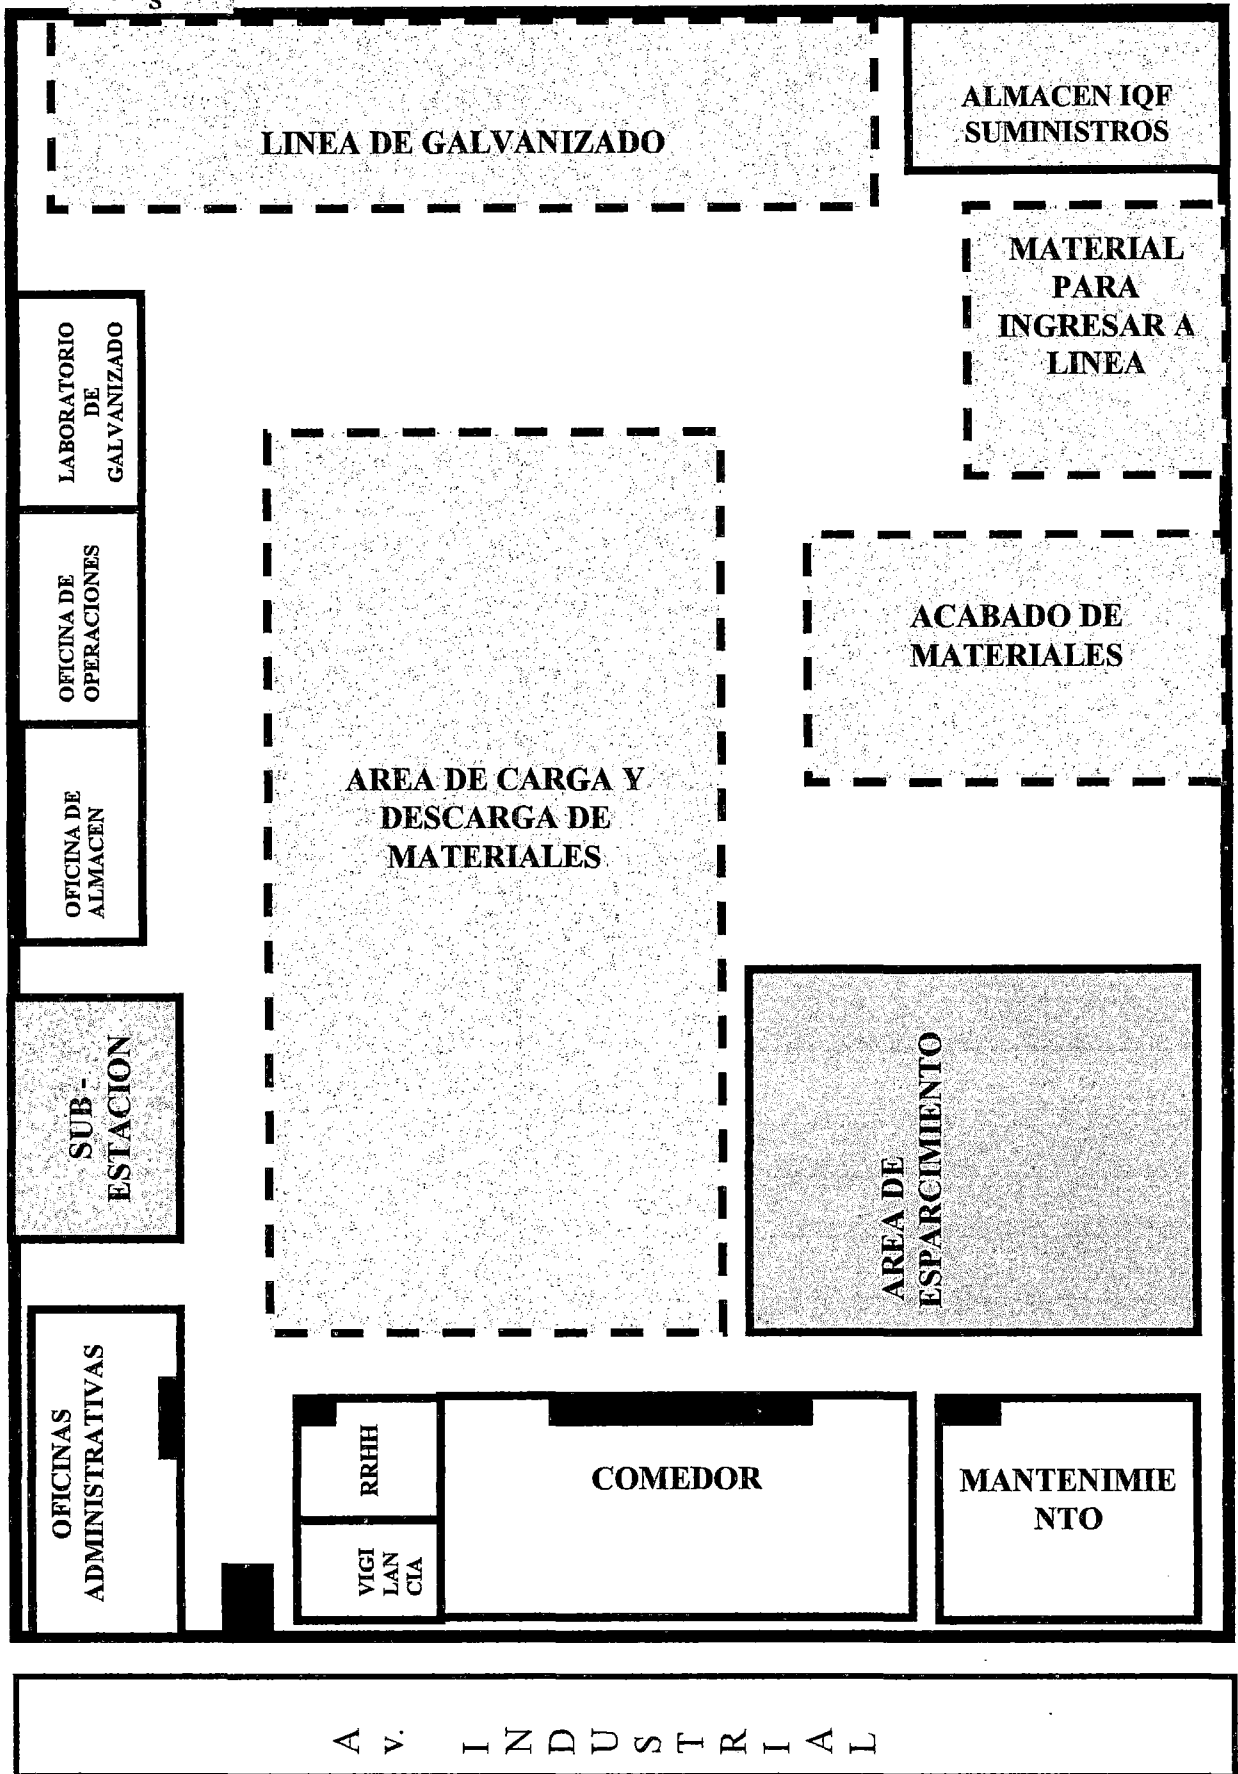 S
LINEA DE GALVANIZADO
ALMACEN IQF
SUMINISTROS
MATERIAL
PARA
INGRESAR A
LINEA
LABORATORIO
DE
GALVANIZADO
OFICINA DE
OPERACIONES
ACABADO DE
MATERIALES
OFICINA DE
ALMACEN
AREA DE CARGA Y
DESCARGA DE
MATERIALES
SUB -
ESTACION
AREA DE
ESPARCIMIENTO
OFICINAS
ADMINISTRATIVAS
RRHH
VIGI
LAN
CIA
COMEDOR
MANTENIMIE
NTO
Av. INDUSTRIAL